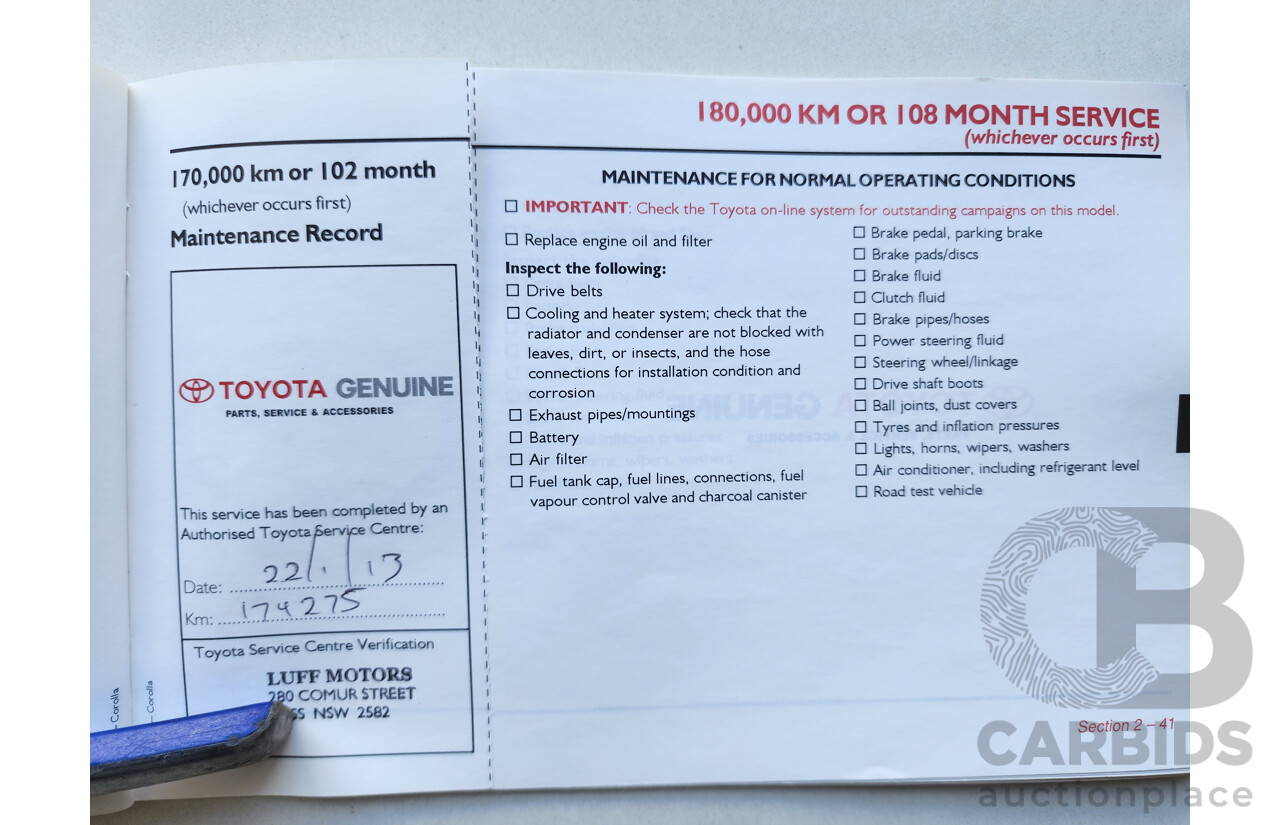 170,000 km or 102 month
(whichever occurs first)
Maintenance Record
TOYOTA GENUINE
PARTS, SERVICE & ACCESSORIES
This service has been completed by an
Authorised Toyota Service Centre:
Date: 22/1/13
Km: 174275
Toyota Service Centre Verification
LUFF MOTORS
280 COMUR STREET
NSW 2582
– Corolla
— Corolla
180,000 KM OR 108 MONTH SERVICE
(whichever occurs first)
MAINTENANCE FOR NORMAL OPERATING CONDITIONS
IMPORTANT: Check the Toyota on-line system for outstanding campaigns on this model.
Replace engine oil and filter
Inspect the following:
Drive belts
Cooling and heater system; check that the
radiator and condenser are not blocked with
leaves, dirt, or insects, and the hose
connections for installation condition and
corrosion
Exhaust pipes/mountings
Battery
Air filter
Fuel tank cap, fuel lines, connections, fuel
vapour control valve and charcoal canister
Brake pedal, parking brake
Brake pads/discs
Brake fluid
Clutch fluid
Brake pipes/hoses
Power steering fluid
Steering wheel/linkage
Drive shaft boots
Ball joints, dust covers
Tyres and inflation pressures
Lights, horns, wipers, washers
Air conditioner, including refrigerant level
Road test vehicle
Section 2 – 41
CB
CARBIDS
auctionplace